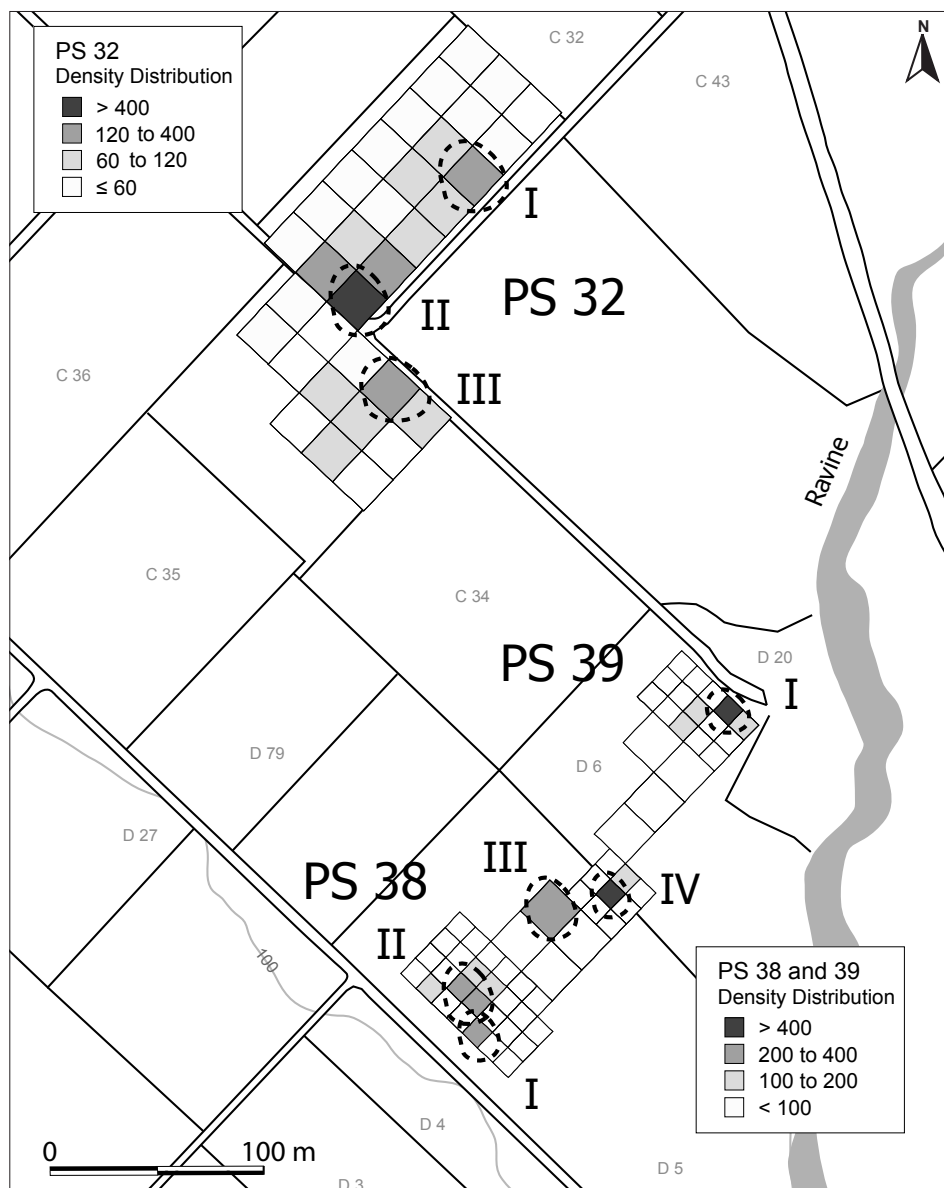 PS 32
Density Distribution
> 400
120 to 400
60 to 120
≤ 60
C 32
N
C 43
I
PS 32
II
III
C 36
Ravine
C 35
C 34
PS 39
D 20
I
D 79
D 6
D 27
PS 38
III
IV
II
100
I
PS 38 and 39
Density Distribution
> 400
200 to 400
100 to 200
< 100
D 4
D 5
D 3
0 100 m